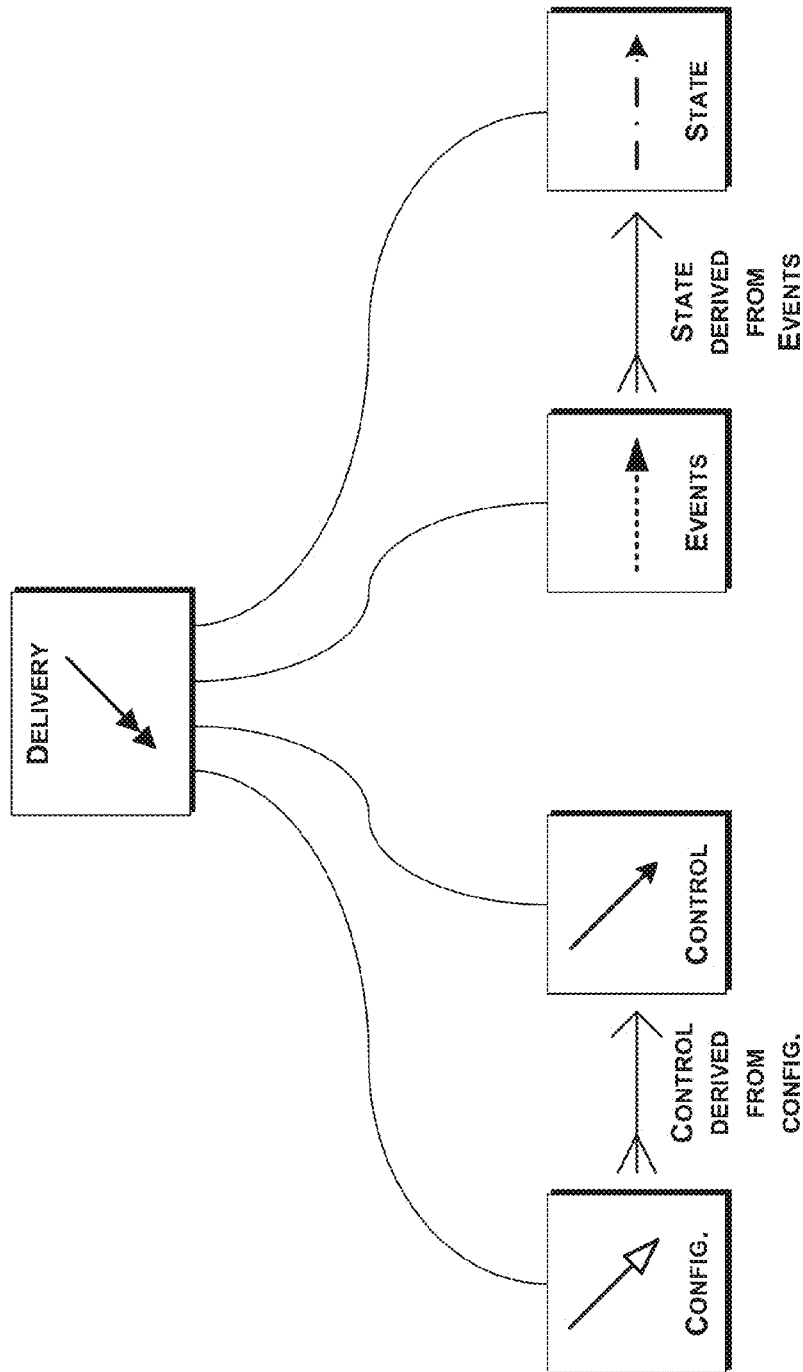 DELIVERY
CONFIG.
CONTROL
DERIVED
FROM
CONFIG.
CONTROL
EVENTS
STATE
DERIVED
FROM
EVENTS
STATE